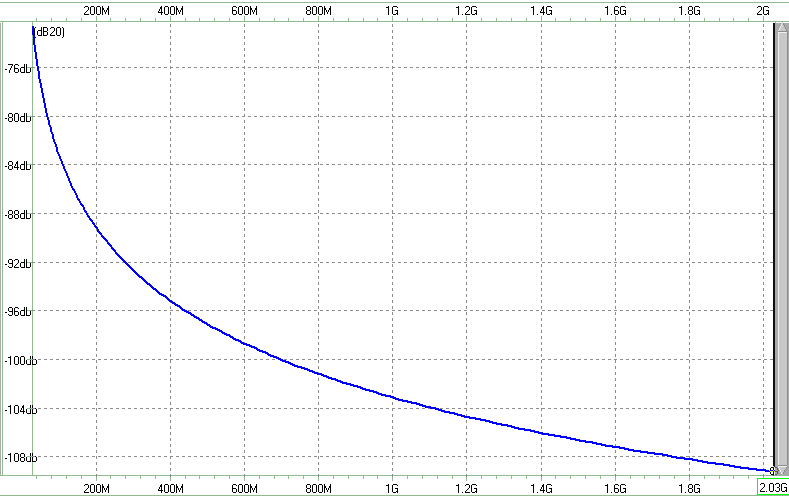 200M 400M 600M 800M 1G 1.2G 1.4G 1.6G 1.8G 2G
(dB20)
-76db
-80db
-84db
-88db
-92db
-96db
-100db
-104db
-108db
200M 400M 600M 800M 1G 1.2G 1.4G 1.6G 1.8G 2.03G